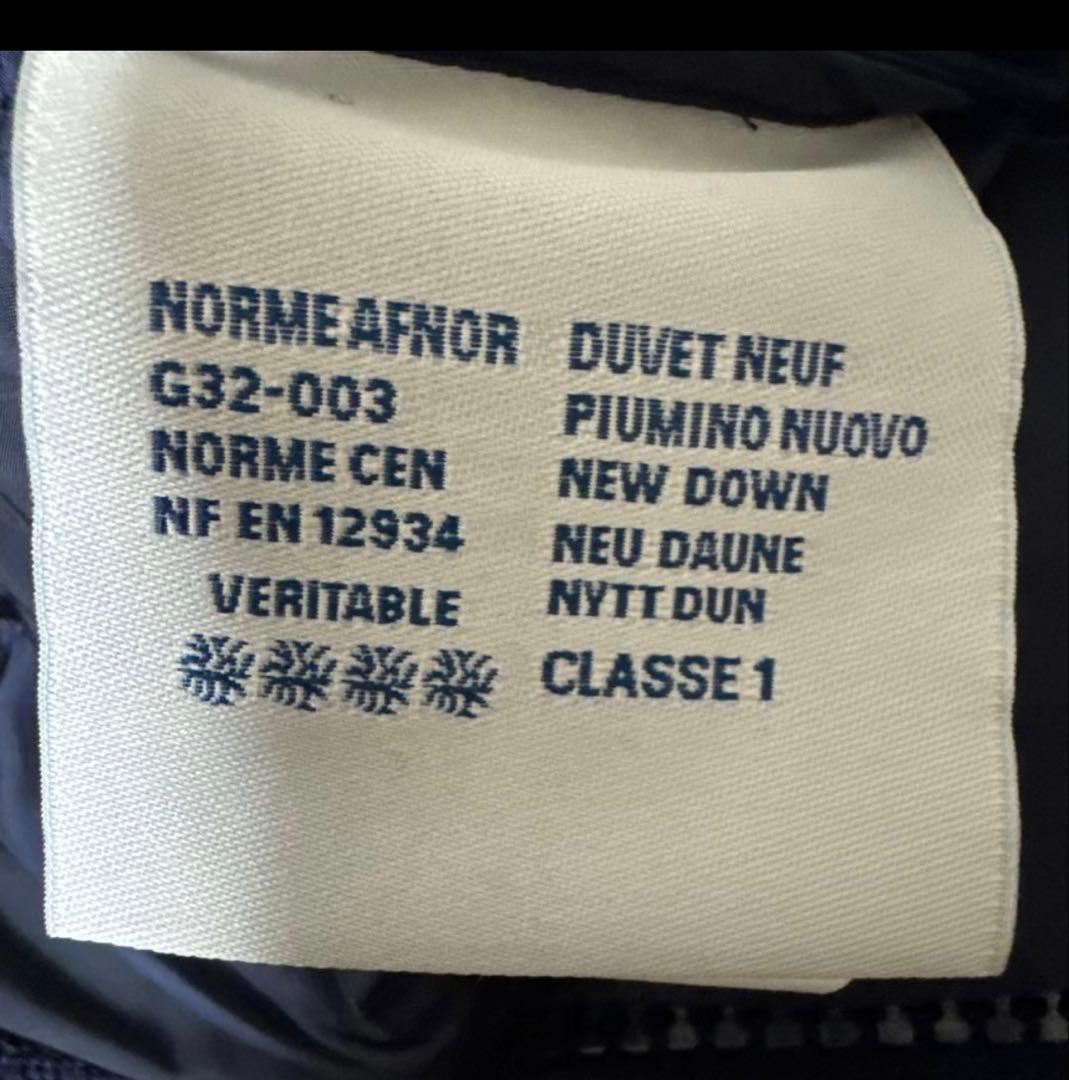 NORME AFNOR
G32-003
NORME CEN
NF EN 12934
VERITABLE
DUVET NEUF
PIUMINO NUOVO
NEW DOWN
NEU DAUNE
NYTT DUN
CLASSE 1